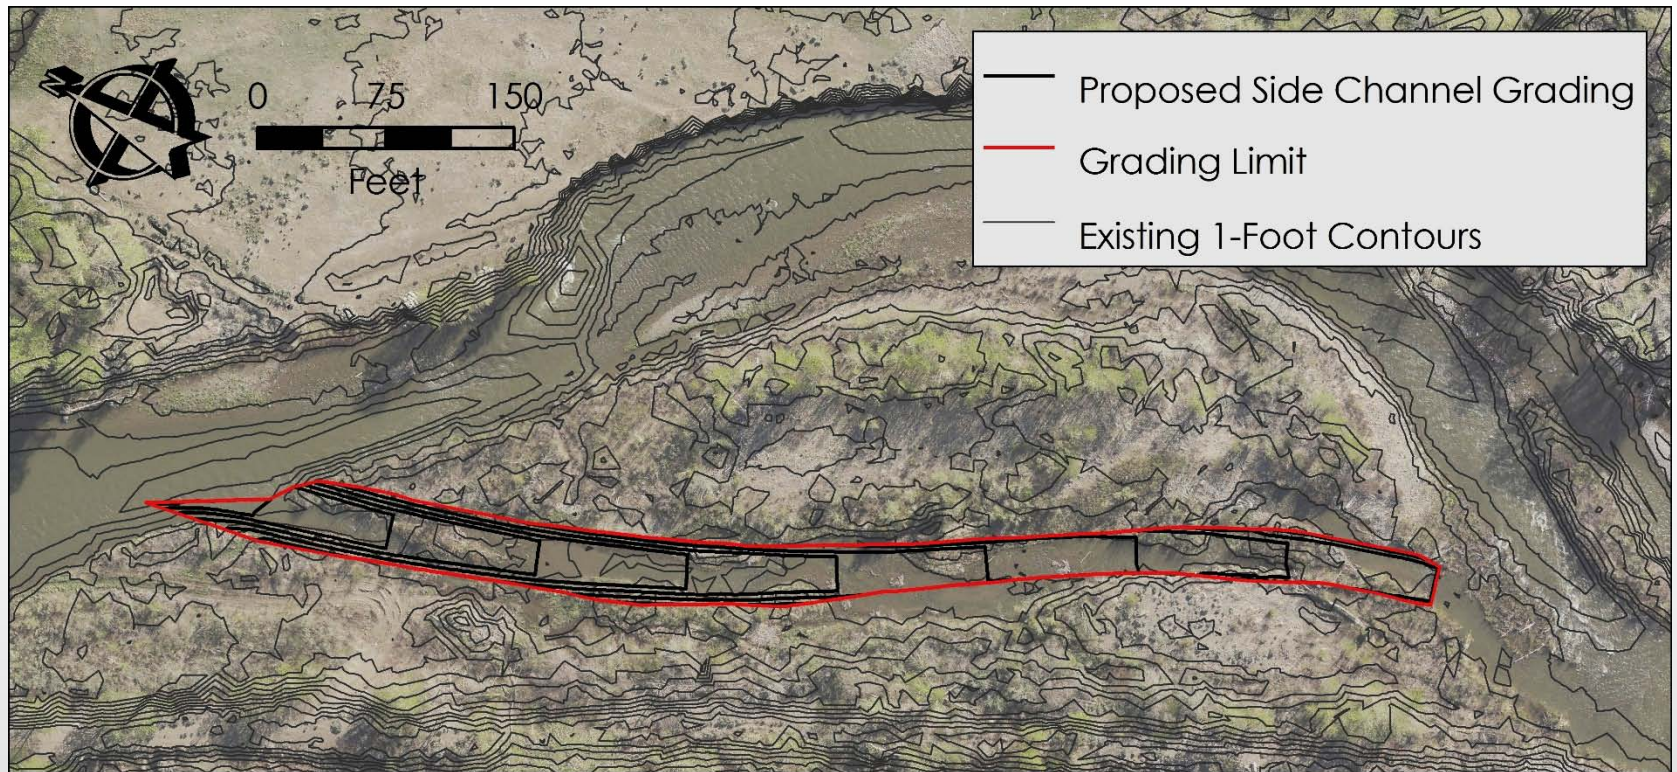 N
0 75 150
Feet
Proposed Side Channel Grading
Grading Limit
Existing 1-Foot Contours